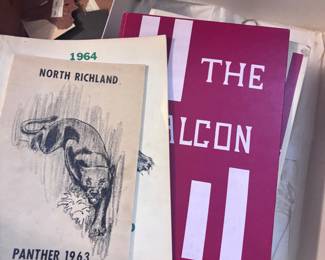 1964
NORTH RICHLAND
PANTHER 1963
THE
ALCON